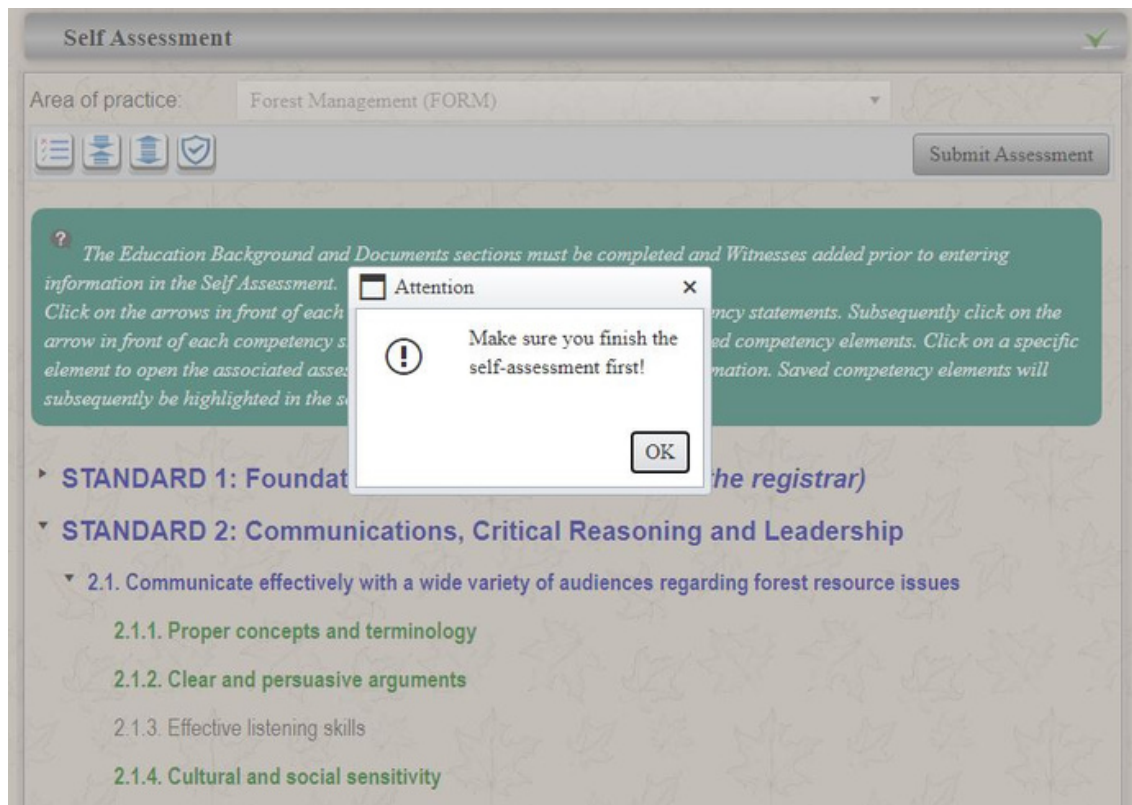 Self Assessment
Area of practice: Forest Management (FORM)
Submit Assessment
The Education Background and Documents sections must be completed and Witnesses added prior to entering
information in the Self Assessment.
Click on the arrows in front of each ncy statements. Subsequently click on the
arrow in front of each competency s ed competency elements. Click on a specific
element to open the associated asses mation. Saved competency elements will
subsequently be highlighted in the s
Attention
Make sure you finish the
self-assessment first!
OK
STANDARD 1: Foundat he registrar)
STANDARD 2: Communications, Critical Reasoning and Leadership
2.1. Communicate effectively with a wide variety of audiences regarding forest resource issues
2.1.1. Proper concepts and terminology
2.1.2. Clear and persuasive arguments
2.1.3. Effective listening skills
2.1.4. Cultural and social sensitivity